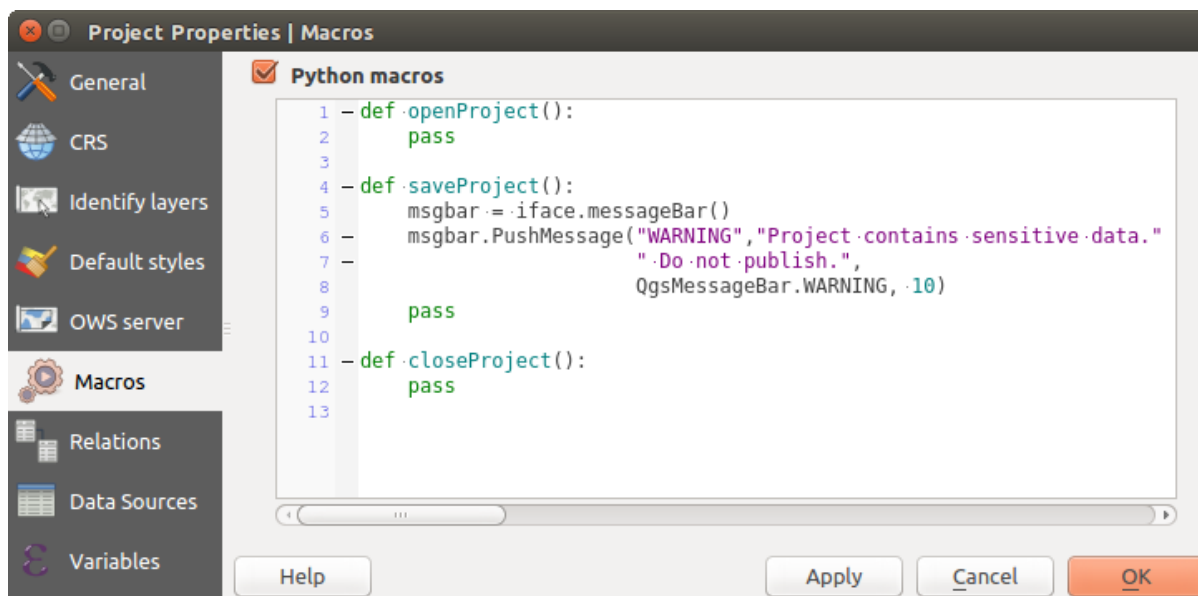 Project Properties | Macros
General
CRS
Identify layers
Default styles
OWS server
Macros
Relations
Data Sources
Variables
Python macros
1 def openProject():
2     pass
3
4 def saveProject():
5     msgbar = iface.messageBar()
6     msgbar.PushMessage("WARNING","Project contains sensitive data."
7                        " Do not publish.",
8                        QgsMessageBar.WARNING, 10)
9     pass
10
11 def closeProject():
12     pass
13
Help
Apply
Cancel
OK